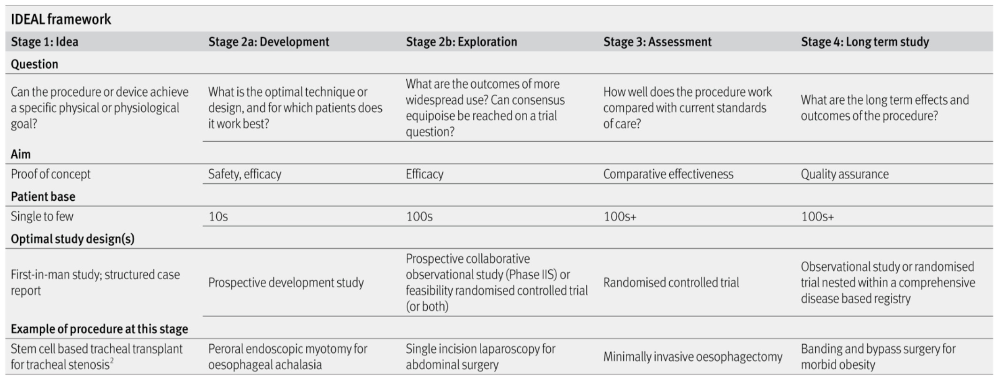 IDEAL framework
Stage 1: Idea
Stage 2a: Development
Stage 2b: Exploration
Stage 3: Assessment
Stage 4: Long term study
Question
Can the procedure or device achieve
a specific physical or physiological
goal?
What is the optimal technique or
design, and for which patients does
it work best?
What are the outcomes of more
widespread use? Can consensus
equipoise be reached on a trial
question?
How well does the procedure work
compared with current standards
of care?
What are the long term effects and
outcomes of the procedure?
Aim
Proof of concept
Safety, efficacy
Efficacy
Comparative effectiveness
Quality assurance
Patient base
Single to few
10s
100s
100s+
100s+
Optimal study design(s)
First-in-man study; structured case
report
Prospective development study
Prospective collaborative
observational study (Phase IIS) or
feasibility randomised controlled trial
(or both)
Randomised controlled trial
Observational study or randomised
trial nested within a comprehensive
disease based registry
Example of procedure at this stage
Stem cell based tracheal transplant
for tracheal stenosis2
Peroral endoscopic myotomy for
oesophageal achalasia
Single incision laparoscopy for
abdominal surgery
Minimally invasive oesophagectomy
Banding and bypass surgery for
morbid obesity